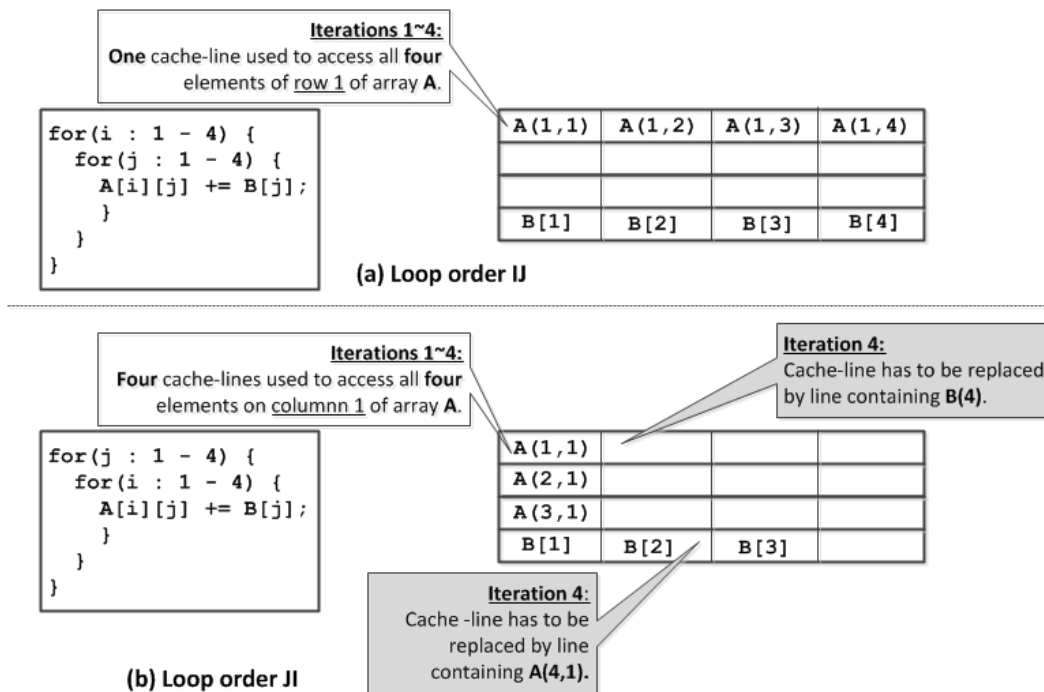 Iterations 1~4:
One cache-line used to access all four
elements of row 1 of array A.
for(i : 1 - 4) {
for(j : 1 - 4) {
A[i][j] += B[j];
}
}
}
A(1,1) A(1,2) A(1,3) A(1,4)
B[1] B[2] B[3] B[4]
(a) Loop order IJ
Iterations 1~4:
Four cache-lines used to access all four
elements on columnn 1 of array A.
Iteration 4:
Cache-line has to be replaced
by line containing B(4).
for(j : 1 - 4) {
for(i : 1 - 4) {
A[i][j] += B[j];
}
}
}
A(1,1)
A(2,1)
A(3,1)
B[1] B[2] B[3]
Iteration 4:
Cache -line has to be
replaced by line
containing A(4,1).
(b) Loop order JI